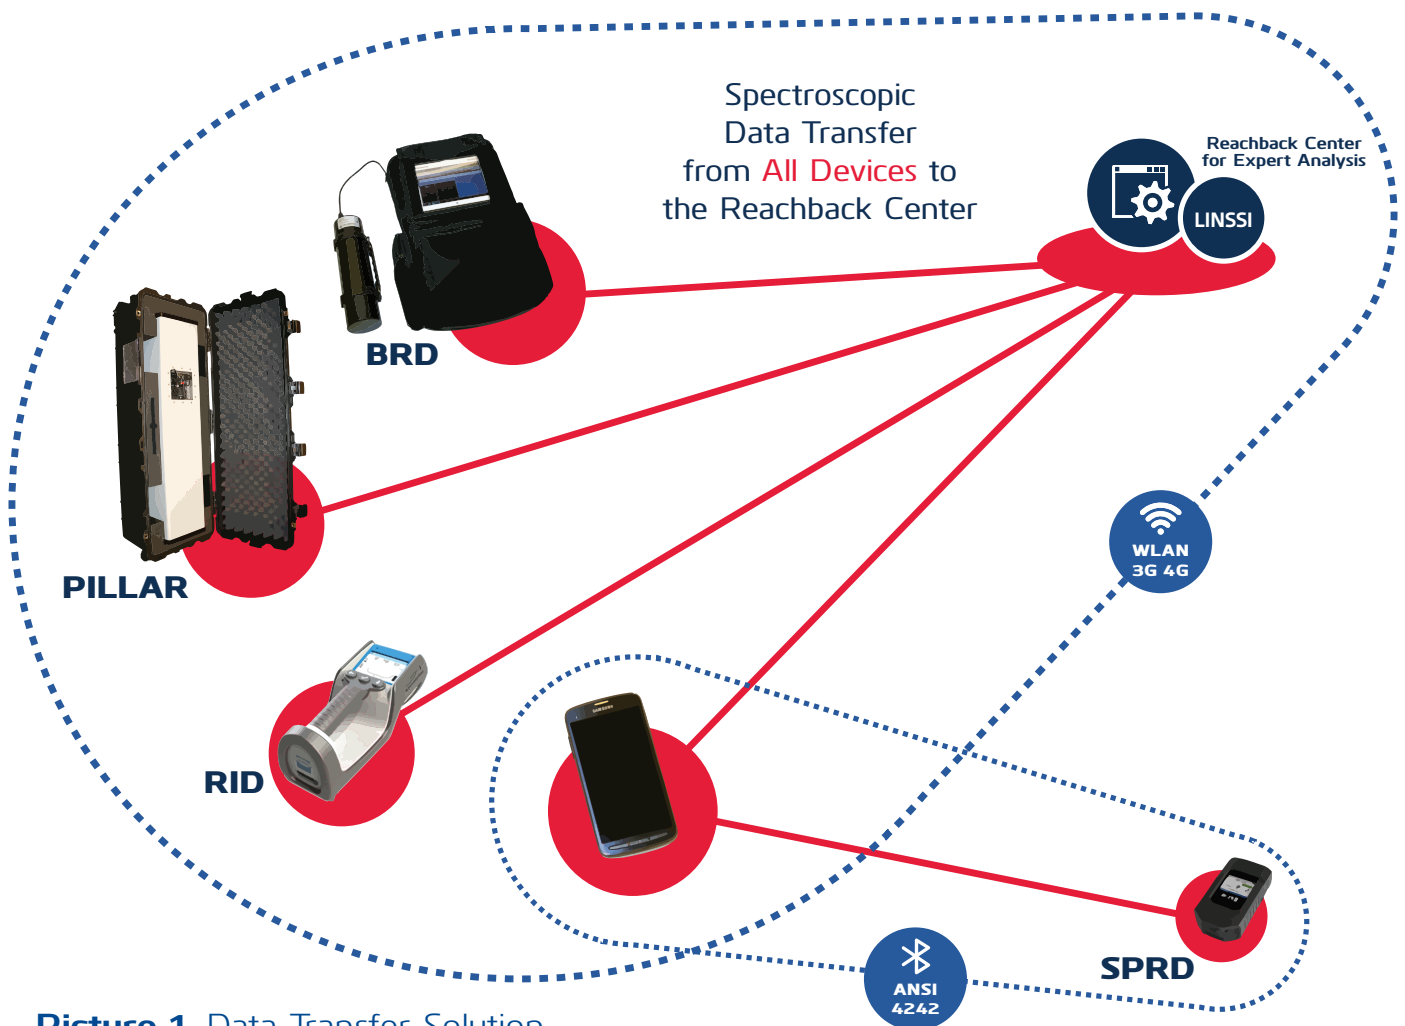 Spectroscopic
Data Transfer
from All Devices to
the Reachback Center
Reachback Center
for Expert Analysis
LINSSI
BRD
PILLAR
WLAN
3G 4G
SAMSUNG
RID
SPRD
ANSI
4242
Picture 1. Data Transfer Solution